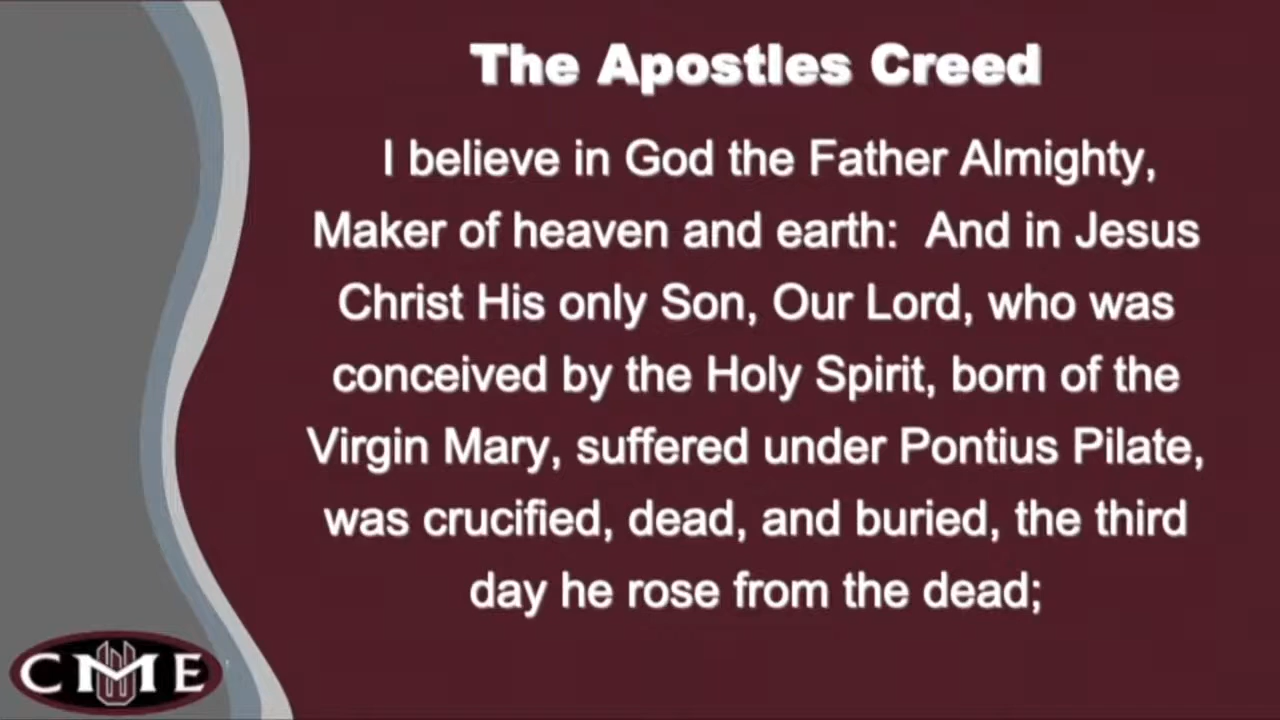 The Apostles Creed
I believe in God the Father Almighty,
Maker of heaven and earth:  And in Jesus
Christ His only Son, Our Lord, who was
conceived by the Holy Spirit, born of the
Virgin Mary, suffered under Pontius Pilate,
was crucified, dead, and buried, the third
day he rose from the dead;
CME